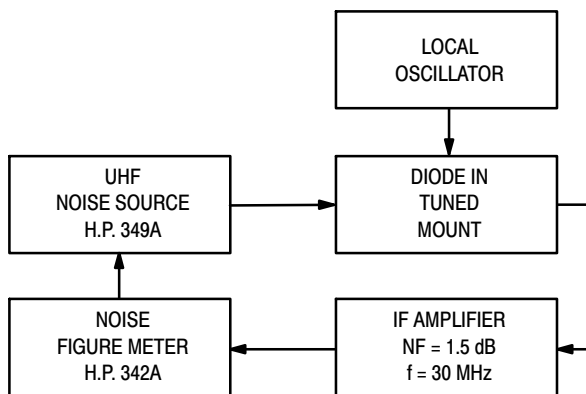 LOCAL
OSCILLATOR
UHF
NOISE SOURCE
H.P. 349A
DIODE IN
TUNED
MOUNT
NOISE
FIGURE METER
H.P. 342A
IF AMPLIFIER
NF = 1.5 dB
f = 30 MHz